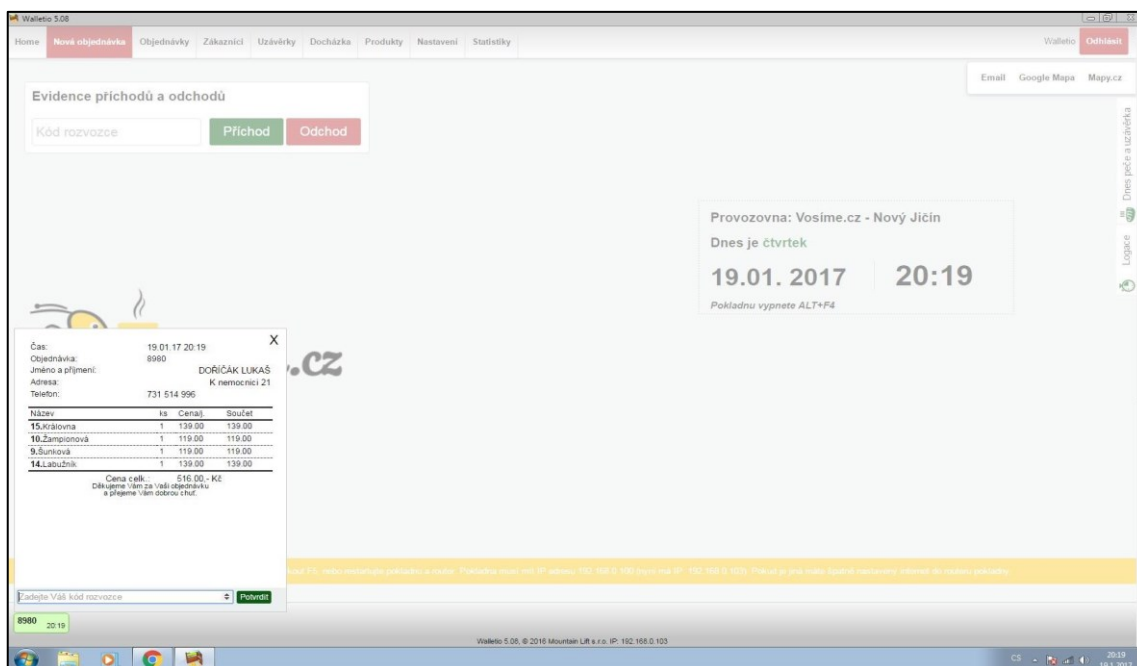 Walletio 5.08
Home Nová objednávka Objednávky Zákazníci Uzávěrky Docházka Produkty Nastavení Statistiky Walletio Odhlásit
Email Google Mapa Mapy.cz
Evidence příchodů a odchodů
Kód rozvozce Příchod Odchod
Dnes peče a uzávěrka
Logace
Provozovna: Vosíme.cz - Nový Jičín
Dnes je čtvrtek
19.01. 2017 20:19
Pokladnu vypnete ALT+F4
.cz
X
Čas: 19.01.17 20:19
Objednávka: 8980
Jméno a příjmení: DOŘÍČÁK LUKAŠ
Adresa: K nemocnici 21
Telefon: 731 514 996
Název ks Cena/j. Součet
15.Královna 1 139.00 139.00
10.Žampionová 1 119.00 119.00
9.Šunková 1 119.00 119.00
14.Labužník 1 139.00 139.00
Cena celk.: 516.00,- Kč
Děkujeme Vám za Vaši objednávku
a přejeme Vám dobrou chuť.
Zadejte Váš kód rozvozce Potvrdit
8980 20:19
Walletio 5.08, © 2016 Mountain Lift s.r.o. IP: 192.168.0.103
CS 20:19
19.1.2017